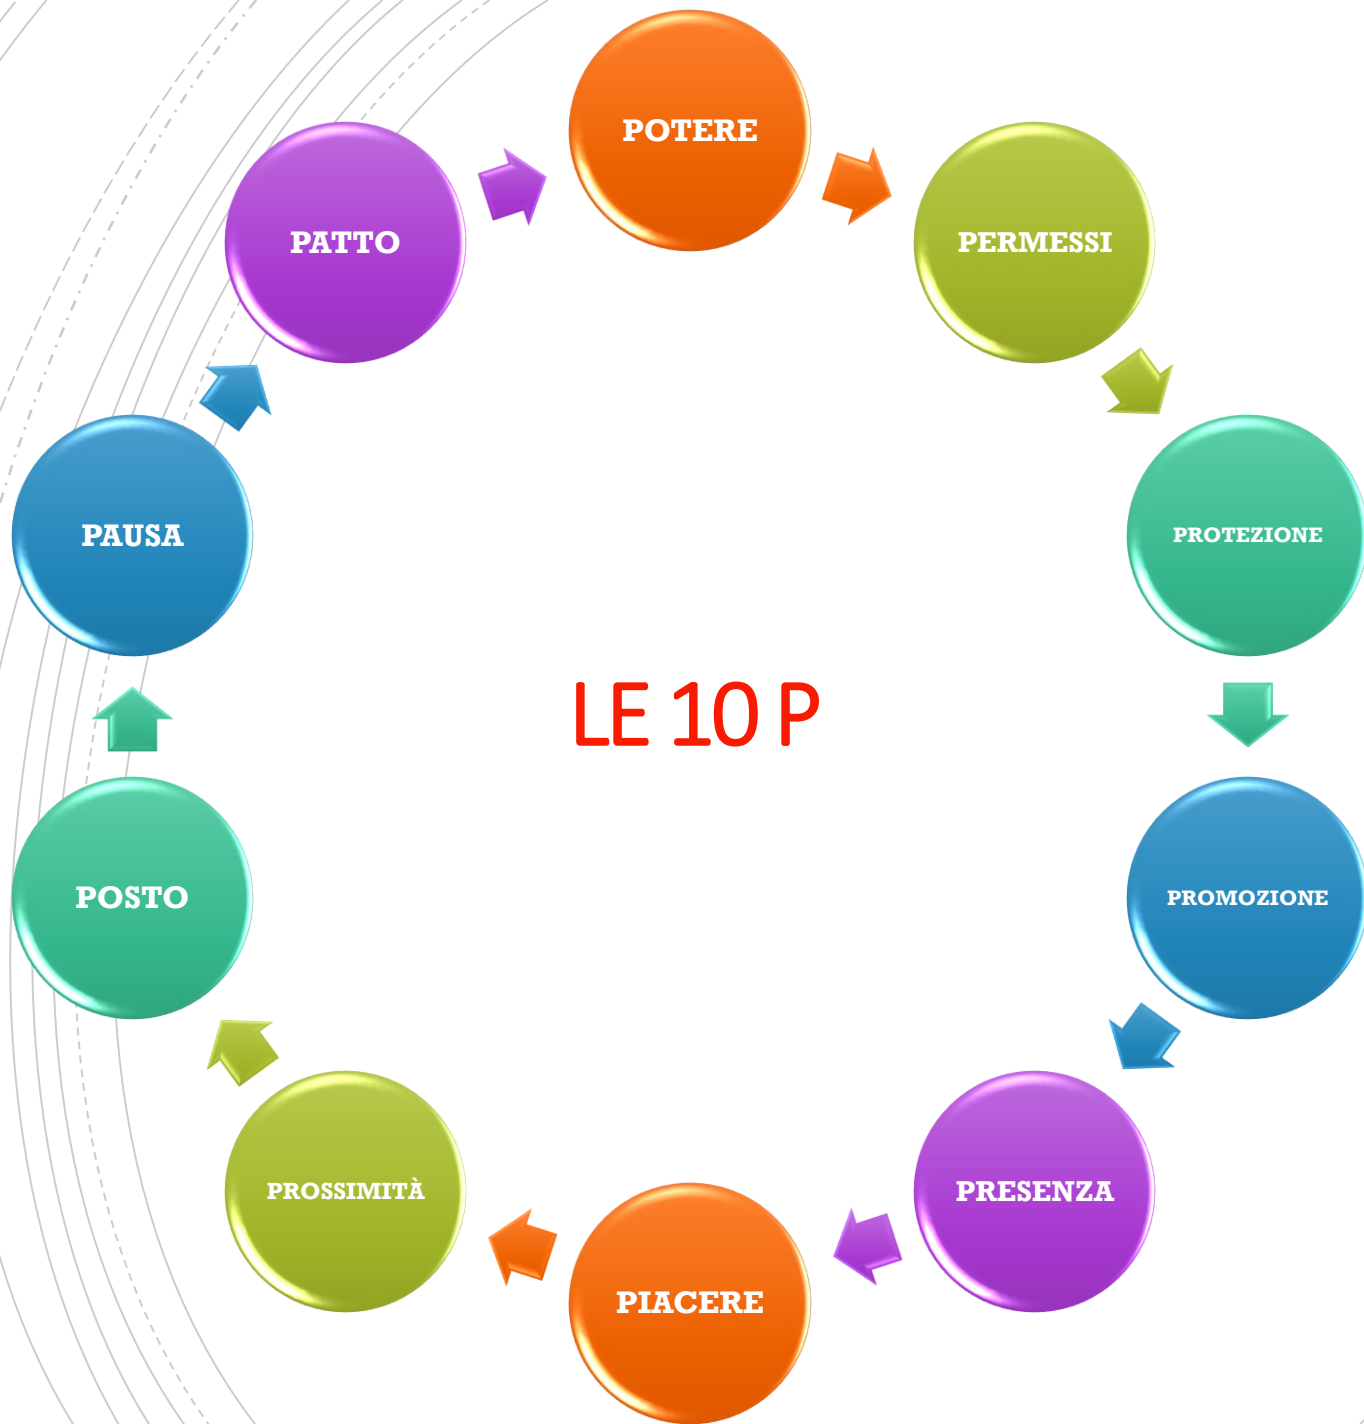 POTERE
PERMESSI
PROTEZIONE
PROMOZIONE
PRESENZA
PIACERE
PROSSIMITÀ
POSTO
PAUSA
PATTO
LE 10 P